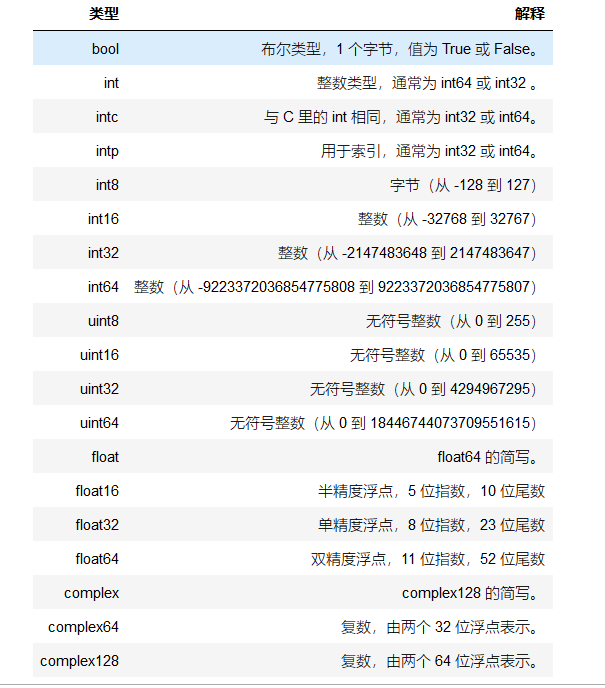 类型 解释
bool 布尔类型，1 个字节，值为 True 或 False。
int 整数类型，通常为 int64 或 int32 。
intc 与 C 里的 int 相同，通常为 int32 或 int64。
intp 用于索引，通常为 int32 或 int64。
int8 字节（从 -128 到 127）
int16 整数（从 -32768 到 32767）
int32 整数（从 -2147483648 到 2147483647）
int64 整数（从 -9223372036854775808 到 9223372036854775807）
uint8 无符号整数（从 0 到 255）
uint16 无符号整数（从 0 到 65535）
uint32 无符号整数（从 0 到 4294967295）
uint64 无符号整数（从 0 到 18446744073709551615）
float float64 的简写。
float16 半精度浮点，5 位指数，10 位尾数
float32 单精度浮点，8 位指数，23 位尾数
float64 双精度浮点，11 位指数，52 位尾数
complex complex128 的简写。
complex64 复数，由两个 32 位浮点表示。
complex128 复数，由两个 64 位浮点表示。